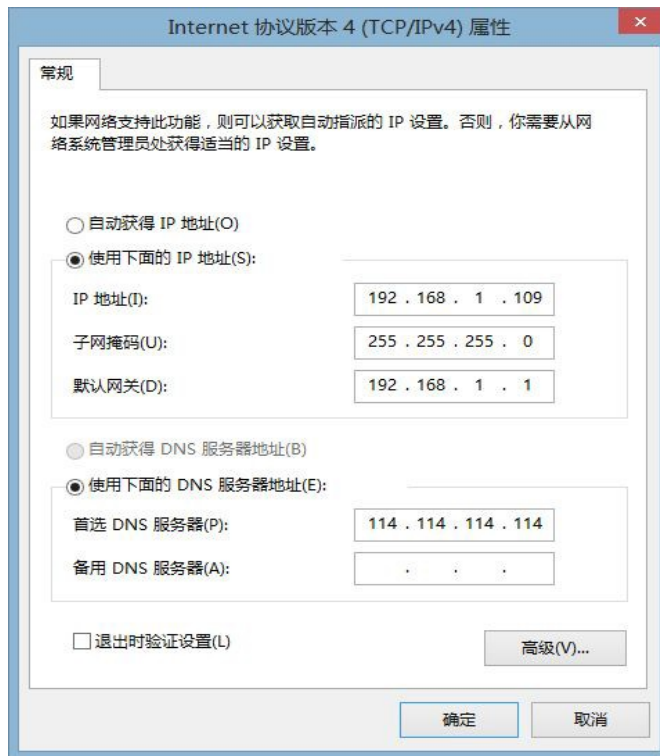 Internet 协议版本 4 (TCP/IPv4) 属性
常规
如果网络支持此功能，则可以获取自动指派的 IP 设置。否则，你需要从网
络系统管理员处获得适当的 IP 设置。
自动获得 IP 地址(O)
使用下面的 IP 地址(S):
IP 地址(I):
192 . 168 . 1 . 109
子网掩码(U):
255 . 255 . 255 . 0
默认网关(D):
192 . 168 . 1 . 1
自动获得 DNS 服务器地址(B)
使用下面的 DNS 服务器地址(E):
首选 DNS 服务器(P):
114 . 114 . 114 . 114
备用 DNS 服务器(A):
. . .
退出时验证设置(L)
高级(V)...
确定
取消